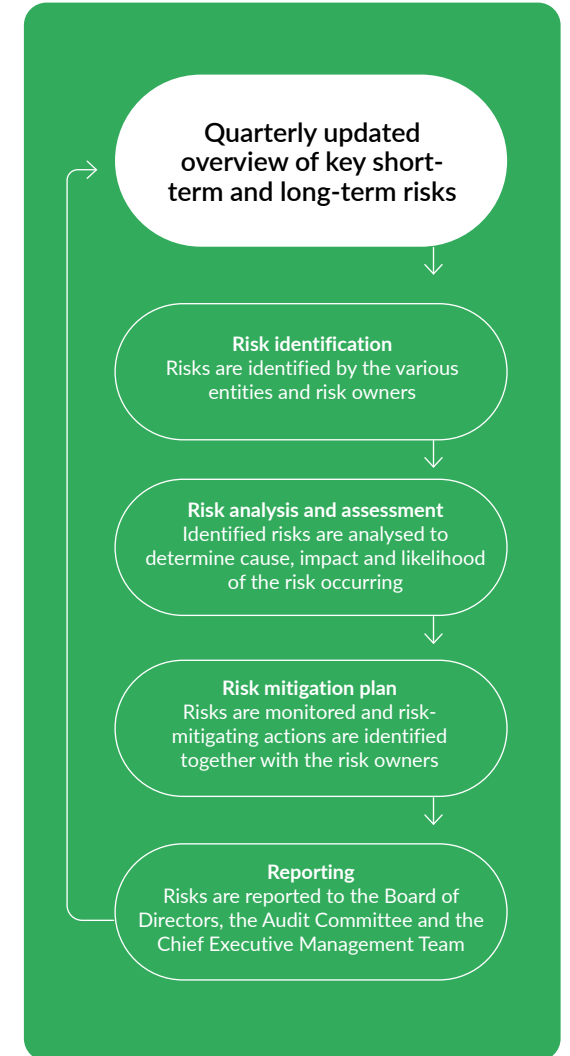 Quarterly updated
overview of key short-
term and long-term risks
Risk identification
Risks are identified by the various
entities and risk owners
Risk analysis and assessment
Identified risks are analysed to
determine cause, impact and likelihood
of the risk occurring
Risk mitigation plan
Risks are monitored and risk-
mitigating actions are identified
together with the risk owners
Reporting
Risks are reported to the Board of
Directors, the Audit Committee and the
Chief Executive Management Team